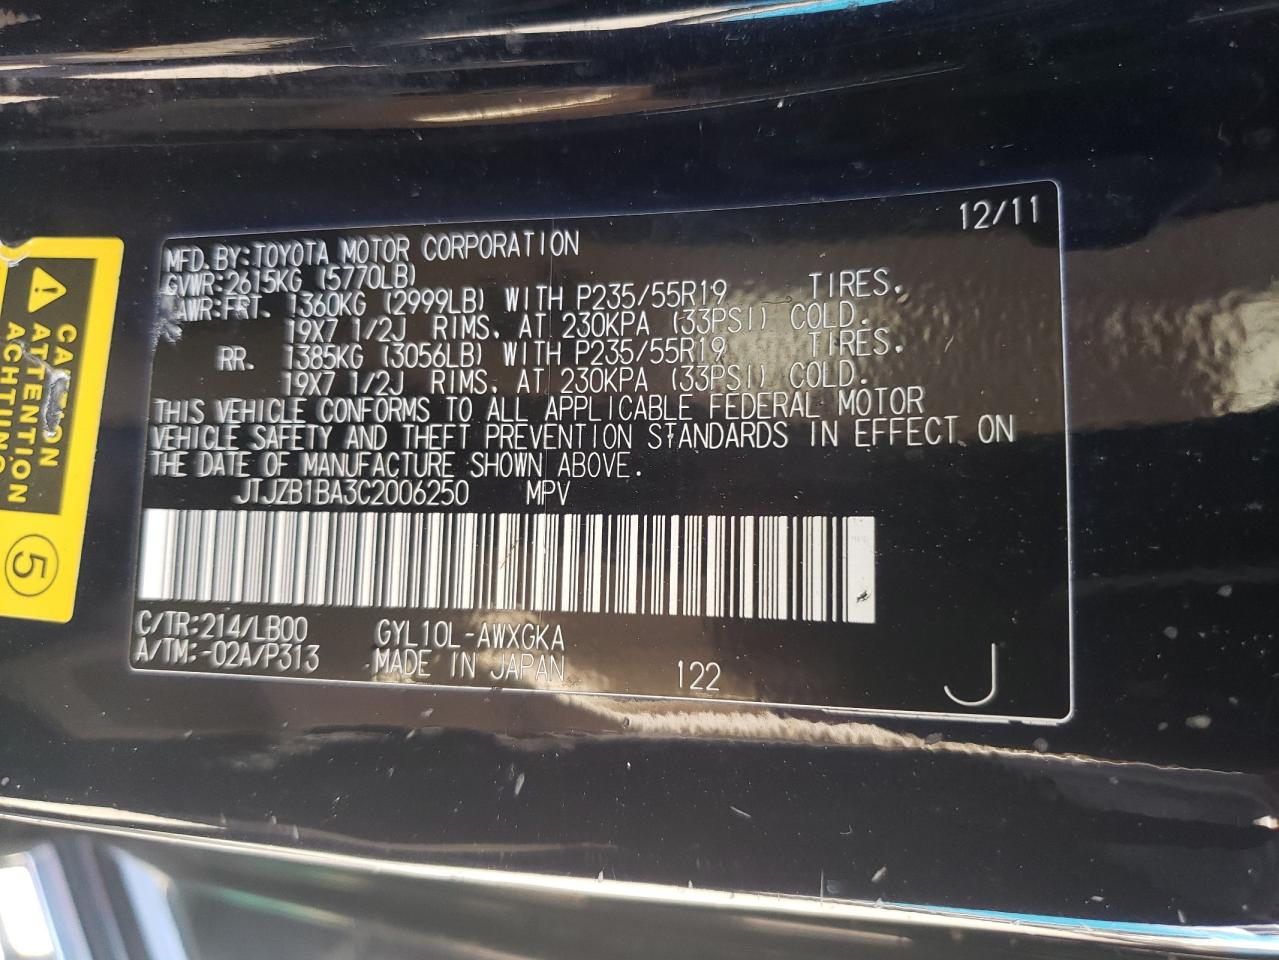 12/11
MFD.BY:TOYOTA MOTOR CORPORATION
GVWR:2615KG (5770LB)
GAWR:FRT. 1360KG (2999LB) WITH P235/55R19 TIRES,
19X7 1/2J RIMS, AT 230KPA (33PSI) COLD.
RR. 1385KG (3056LB) WITH P235/55R19 TIRES,
19X7 1/2J RIMS, AT 230KPA (33PSI) COLD.
THIS VEHICLE CONFORMS TO ALL APPLICABLE FEDERAL MOTOR
VEHICLE SAFETY AND THEFT PREVENTION STANDARDS IN EFFECT ON
THE DATE OF MANUFACTURE SHOWN ABOVE.
JTJZB1BA3C2006250 MPV
C/TR:214/LB00 GYL10L-AWXGKA
A/TM:-02A/P313 MADE IN JAPAN 122 J
CAUTION
ATTENTION
ACHTUNG
5